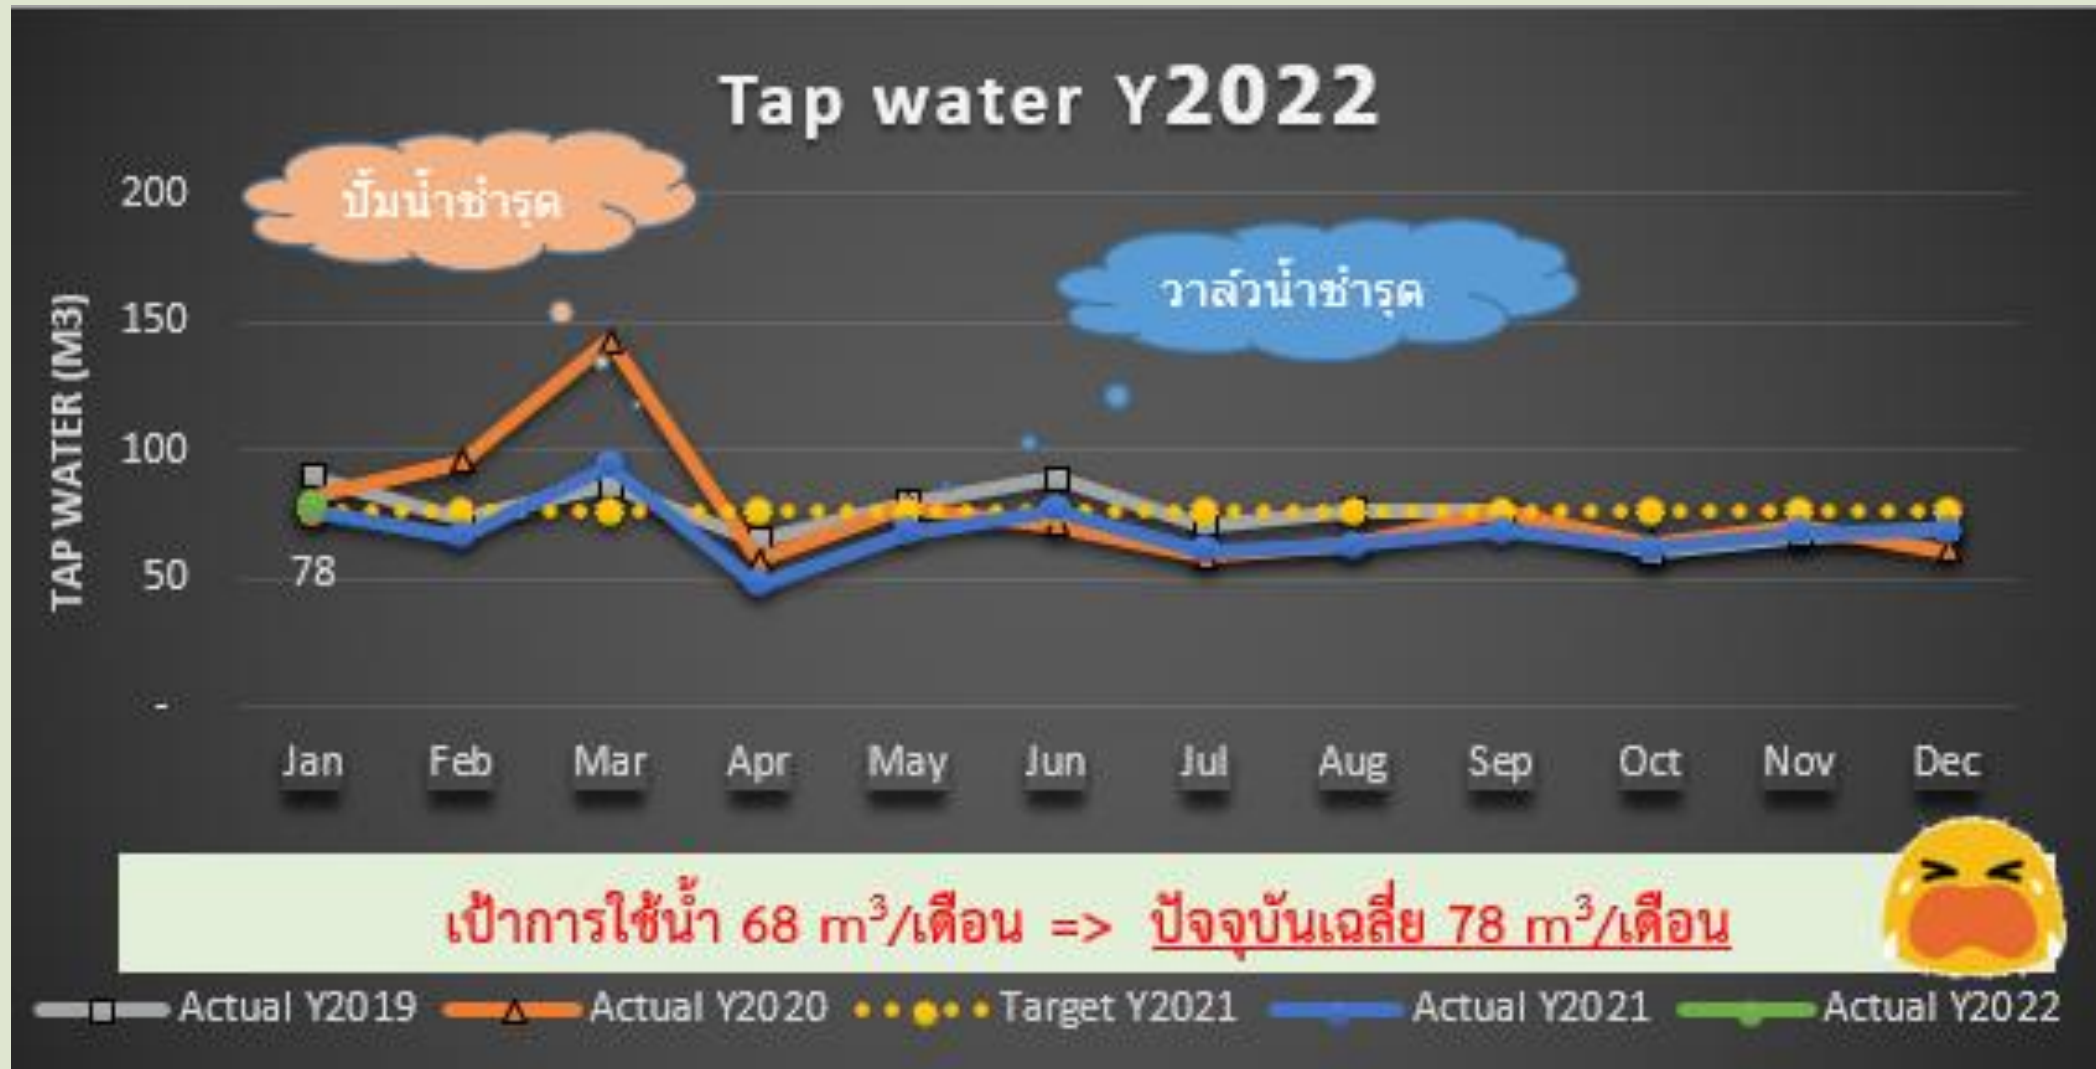 Tap water Y2022
ปั๊มน้ำชำรุด
วาล์วน้ำชำรุด
TAP WATER (M3)
200
150
100
50
-
78
Jan Feb Mar Apr May Jun Jul Aug Sep Oct Nov Dec
เป้าการใช้น้ำ 68 m³/เดือน => ปัจจุบันเฉลี่ย 78 m³/เดือน
Actual Y2019 Actual Y2020 Target Y2021 Actual Y2021 Actual Y2022